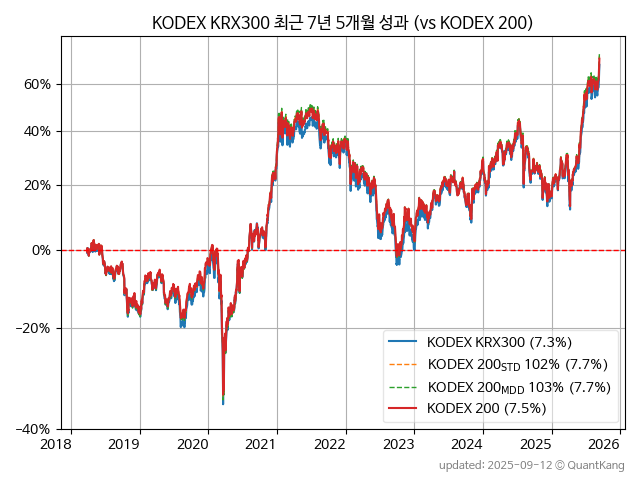 KODEX KRX300 최근 7년 5개월 성과 (vs KODEX 200)
60%
40%
20%
0%
−20%
−40%
2018 2019 2020 2021 2022 2023 2024 2025 2026
KODEX KRX300 (7.3%)
KODEX 200STD 102% (7.7%)
KODEX 200MDD 103% (7.7%)
KODEX 200 (7.5%)
updated: 2025-09-12 © QuantKang